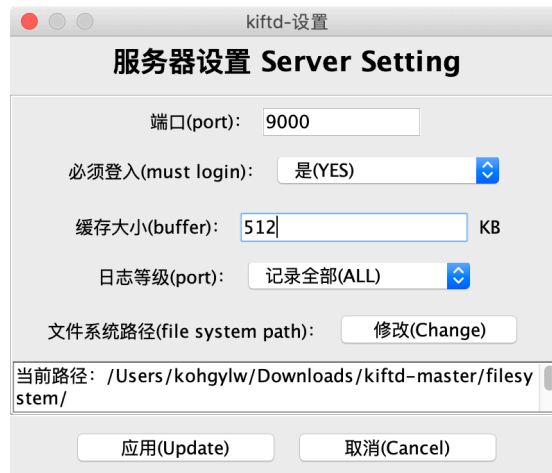 kiftd-设置
服务器设置 Server Setting
端口(port): 9000
必须登入(must login): 是(YES)
缓存大小(buffer): 512 KB
日志等级(port): 记录全部(ALL)
文件系统路径(file system path): 修改(Change)
当前路径: /Users/kohgylw/Downloads/kiftd-master/filesy
stem/
应用(Update) 取消(Cancel)